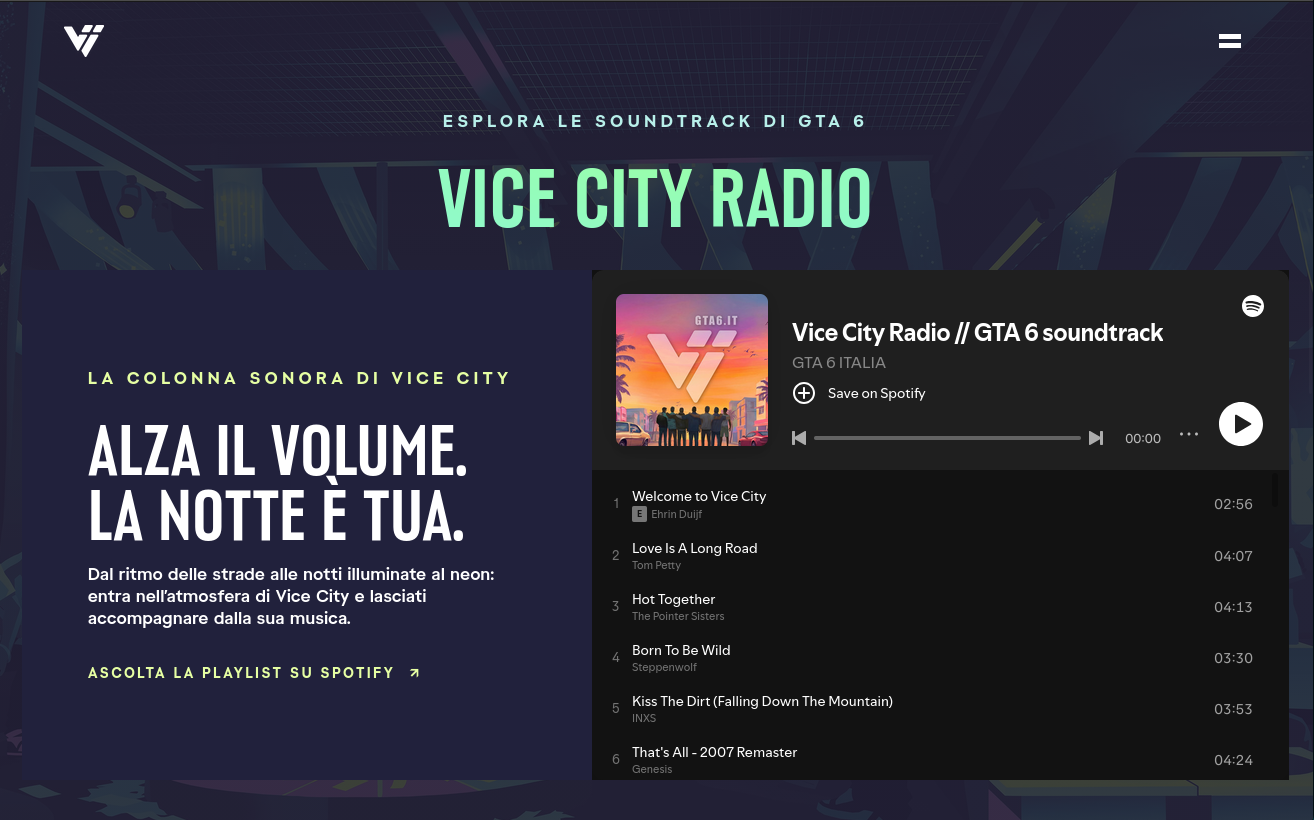 ESPLORA LE SOUNDTRACK DI GTA 6
VICE CITY RADIO
LA COLONNA SONORA DI VICE CITY
ALZA IL VOLUME.
LA NOTTE È TUA.
Dal ritmo delle strade alle notti illuminate al neon:
entra nell'atmosfera di Vice City e lasciati
accompagnare dalla sua musica.
ASCOLTA LA PLAYLIST SU SPOTIFY
GTA6.IT
Vice City Radio // GTA 6 soundtrack
GTA 6 ITALIA
Save on Spotify
00:00
1 Welcome to Vice City 02:56
E Ehrin Duijf
2 Love Is A Long Road 04:07
Tom Petty
3 Hot Together 04:13
The Pointer Sisters
4 Born To Be Wild 03:30
Steppenwolf
5 Kiss The Dirt (Falling Down The Mountain) 03:53
INXS
6 That's All - 2007 Remaster 04:24
Genesis